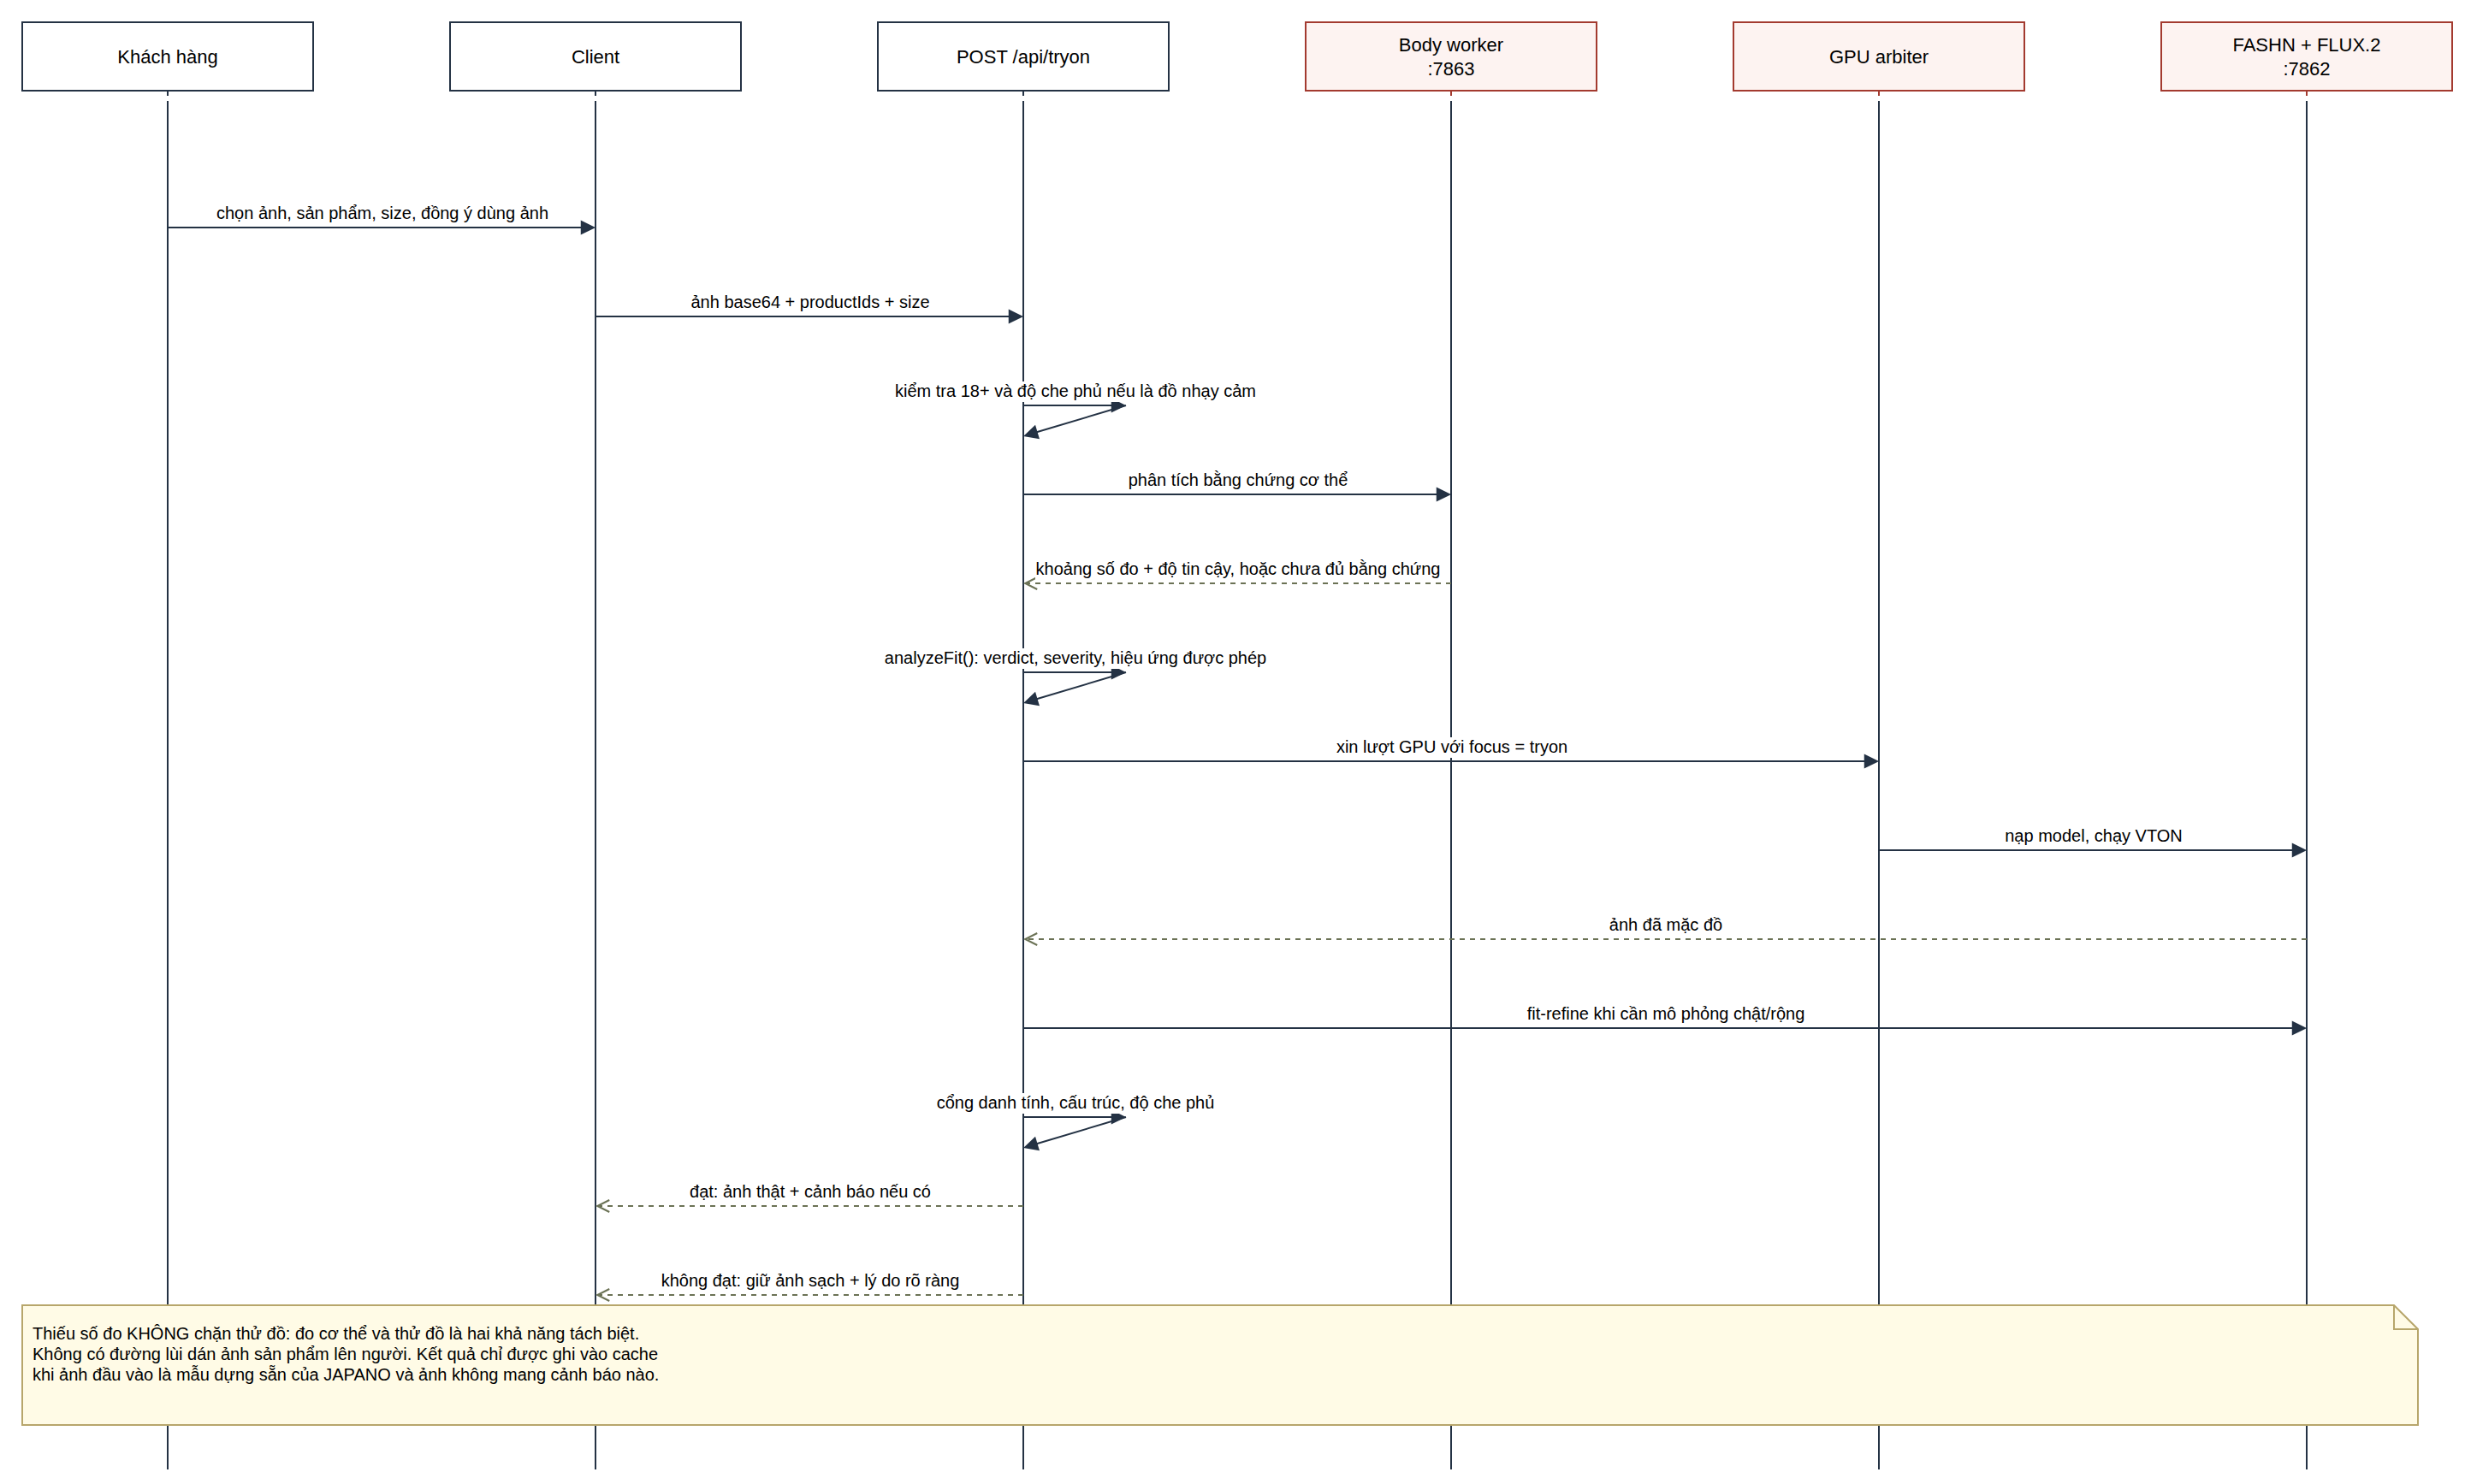 Khách hàng
Client
POST /api/tryon
Body worker
:7863
GPU arbiter
FASHN + FLUX.2
:7862
chọn ảnh, sản phẩm, size, đồng ý dùng ảnh
ảnh base64 + productIds + size
kiểm tra 18+ và độ che phủ nếu là đồ nhạy cảm
phân tích bằng chứng cơ thể
khoảng số đo + độ tin cậy, hoặc chưa đủ bằng chứng
analyzeFit(): verdict, severity, hiệu ứng được phép
xin lượt GPU với focus = tryon
nạp model, chạy VTON
ảnh đã mặc đồ
fit-refine khi cần mô phỏng chật/rộng
cổng danh tính, cấu trúc, độ che phủ
đạt: ảnh thật + cảnh báo nếu có
không đạt: giữ ảnh sạch + lý do rõ ràng
Thiếu số đo KHÔNG chặn thử đồ: đo cơ thể và thử đồ là hai khả năng tách biệt.
Không có đường lùi dán ảnh sản phẩm lên người. Kết quả chỉ được ghi vào cache
khi ảnh đầu vào là mẫu dựng sẵn của JAPANO và ảnh không mang cảnh báo nào.